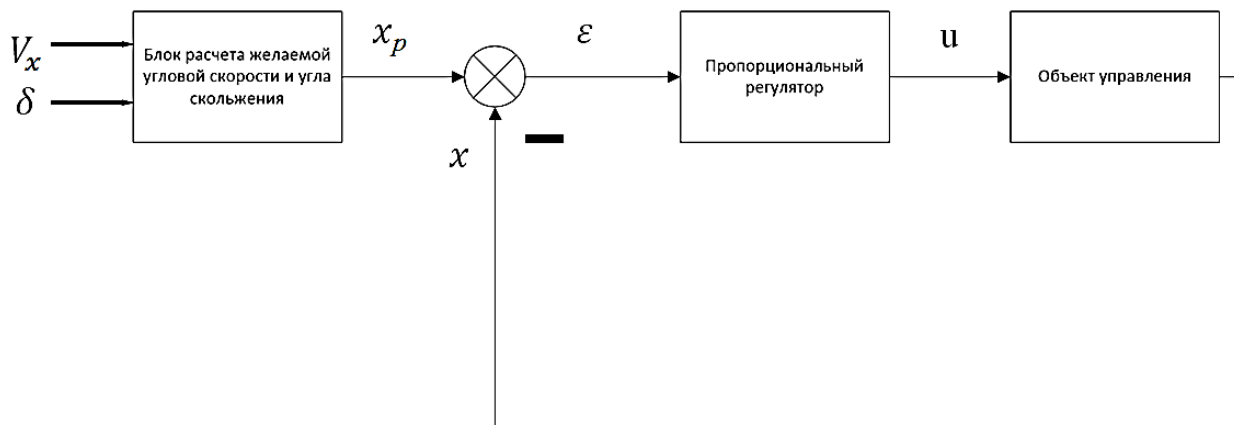 V_x
δ
Блок расчета желаемой
угловой скорости и угла
скольжения
x_p
ε
Пропорциональный
регулятор
u
Объект управления
x
−